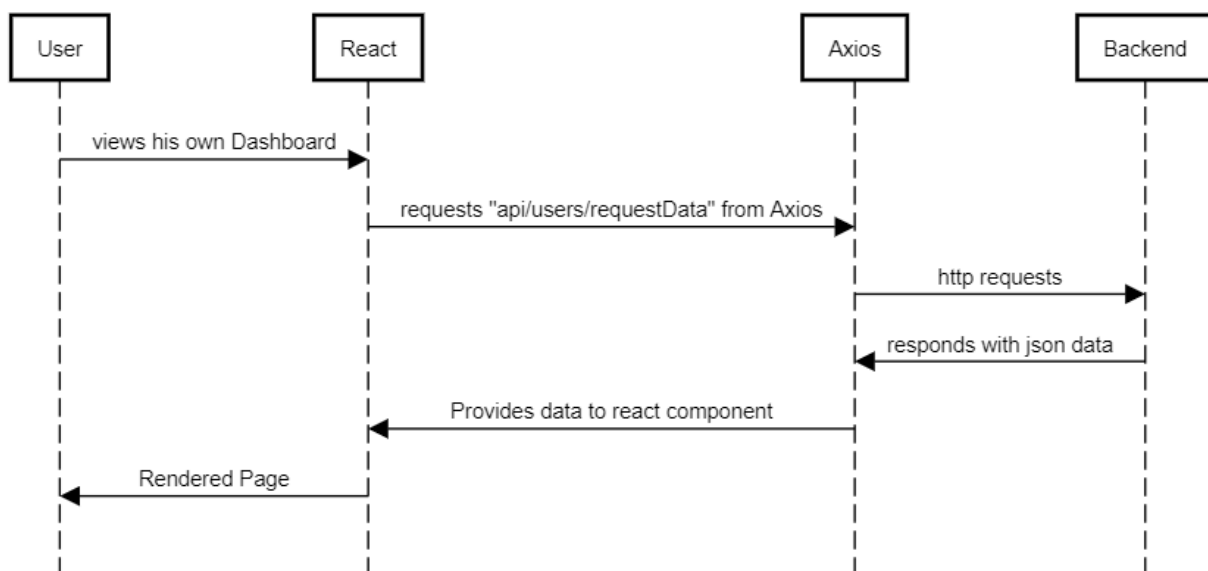 User
React
Axios
Backend
views his own Dashboard
requests "api/users/requestData" from Axios
http requests
responds with json data
Provides data to react component
Rendered Page